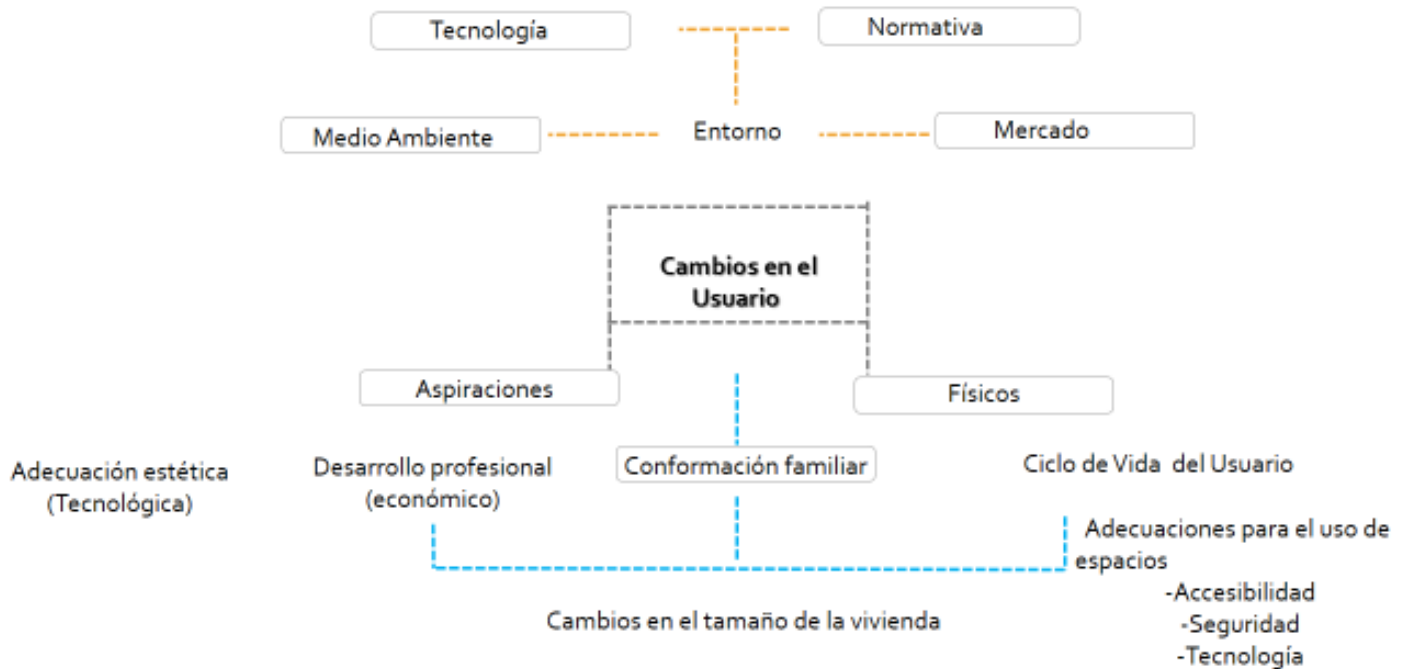 Tecnología
Normativa
Medio Ambiente
Entorno
Mercado
Cambios en el
Usuario
Aspiraciones
Físicos
Adecuación estética
(Tecnológica)
Desarrollo profesional
(económico)
Conformación familiar
Ciclo de Vida del Usuario
Adecuaciones para el uso de
espacios
-Accesibilidad
-Seguridad
-Tecnología
Cambios en el tamaño de la vivienda